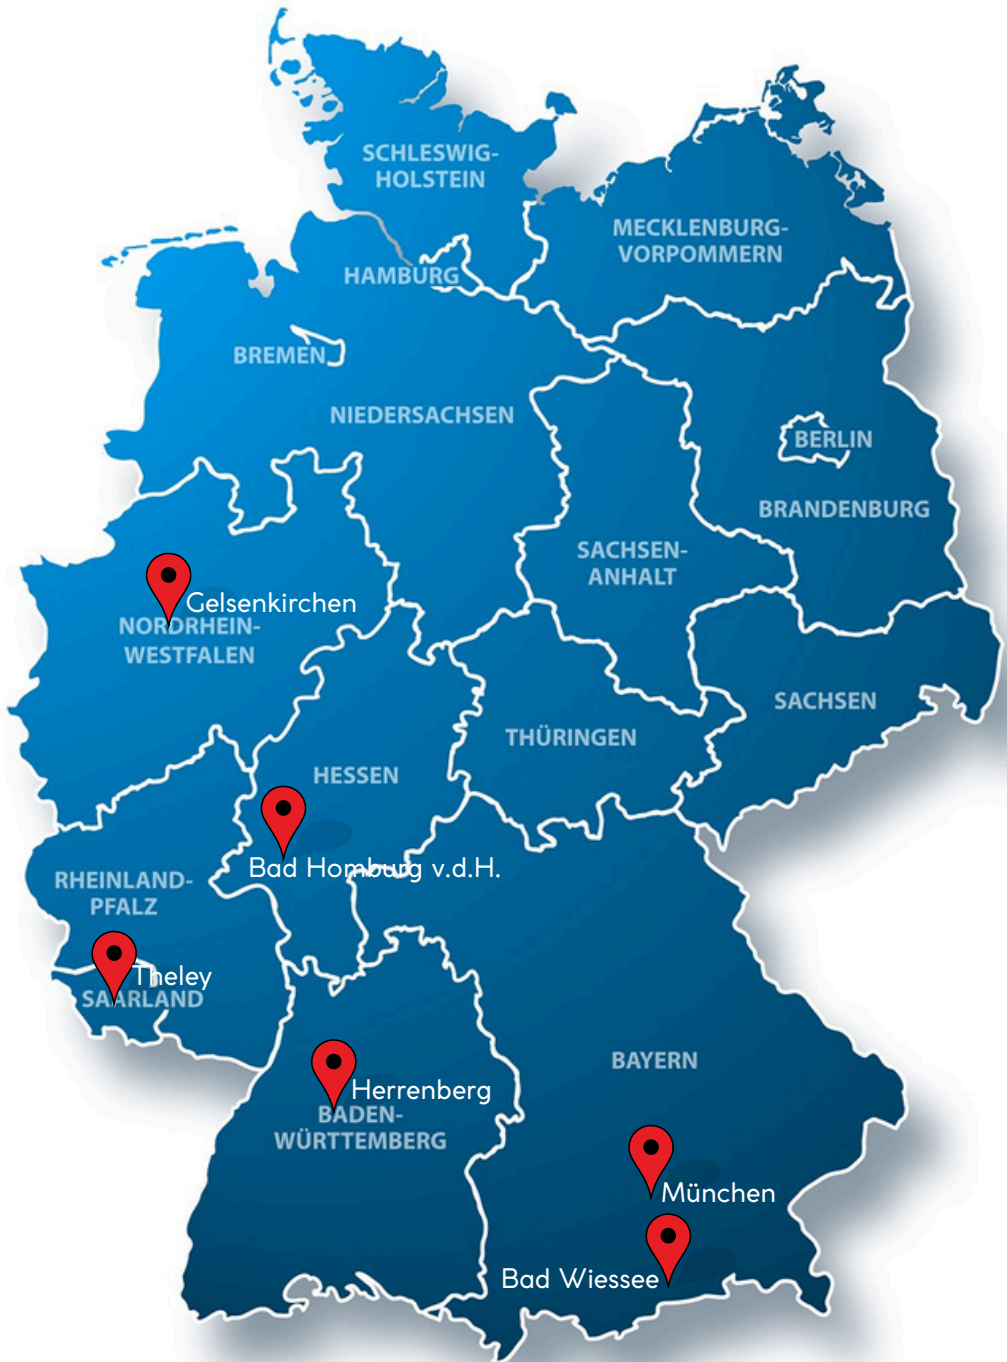 SCHLESWIG-
HOLSTEIN
MECKLENBURG-
VORPOMMERN
HAMBURG
BREMEN
NIEDERSACHSEN
BERLIN
BRANDENBURG
SACHSEN-
ANHALT
Gelsenkirchen
NORDRHEIN-
WESTFALEN
SACHSEN
THÜRINGEN
HESSEN
Bad Homburg v.d.H.
RHEINLAND-
PFALZ
Theley
SAARLAND
BAYERN
Herrenberg
BADEN-
WÜRTTEMBERG
München
Bad Wiessee